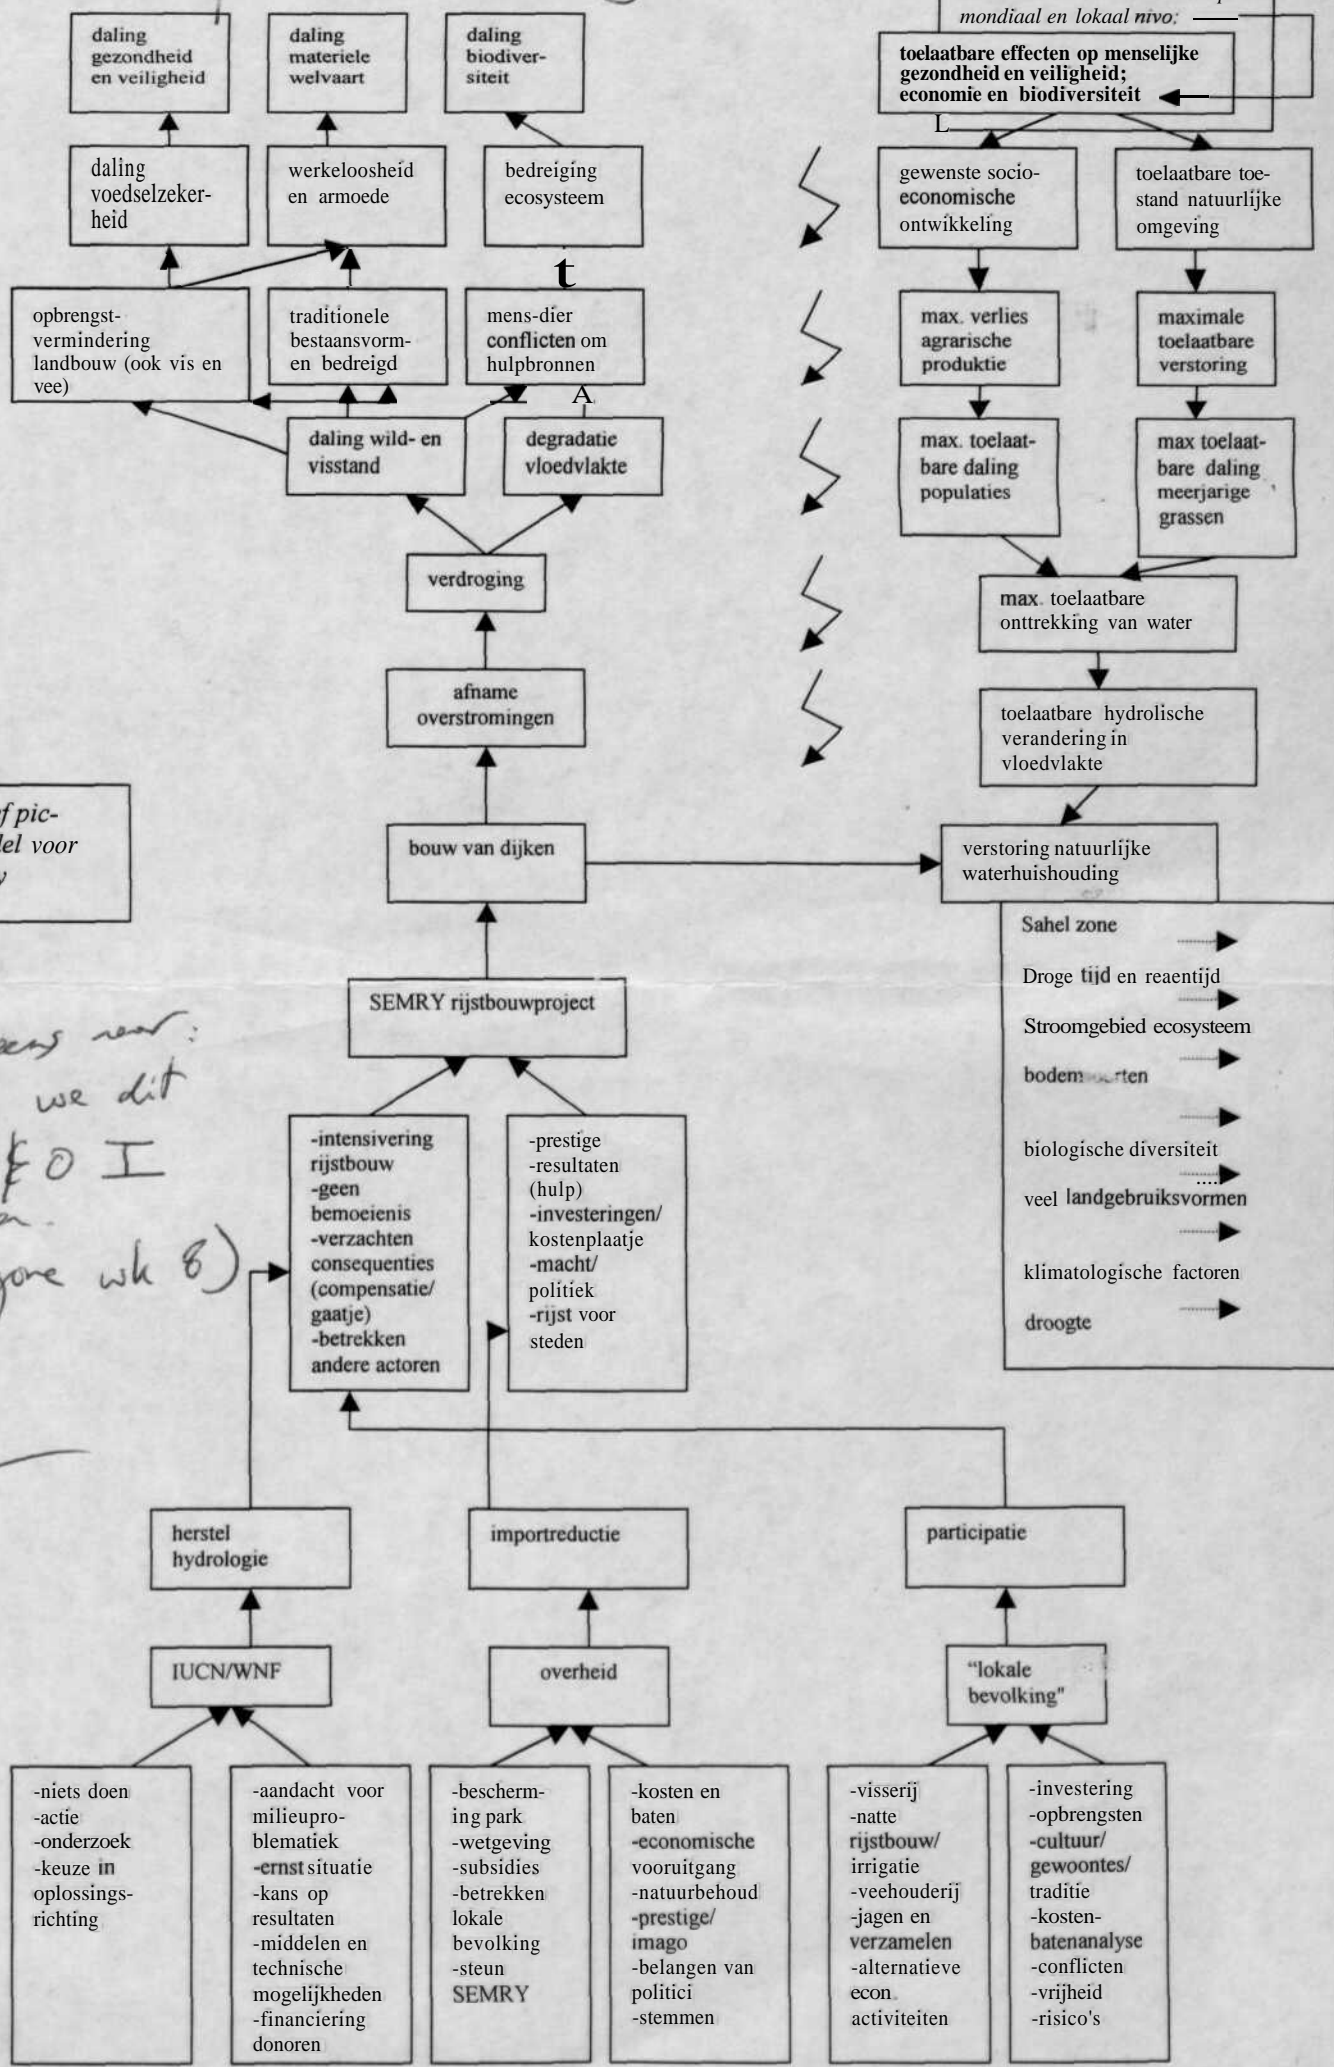 mondiaal en lokaal nivo:
daling
gezondheid
en veiligheid
daling
materiele
welvaart
daling
biodiver-
siteit
toelaatbare effecten op menselijke
gezondheid en veiligheid;
economie en biodiversiteit
L
daling
voedselzeker-
heid
werkeloosheid
en armoede
bedreiging
ecosysteem
gewenste socio-
economische
ontwikkeling
toelaatbare toe-
stand natuurlijke
omgeving
t
opbrengst-
vermindering
landbouw (ook vis en
vee)
traditionele
bestaansvorm-
en bedreigd
mens-dier
conflicten om
hulpbronnen
max. verlies
agrarische
produktie
maximale
toelaatbare
verstoring
A
daling wild- en
visstand
degradatie
vloedvlakte
max. toelaat-
bare daling
populaties
max toelaat-
bare daling
meerjarige
grassen
verdroging
max. toelaatbare
onttrekking van water
afname
overstromingen
toelaatbare hydrolische
verandering in
vloedvlakte
f pic-
del voor
y
bouw van dijken
verstoring natuurlijke
waterhuishouding
Sahel zone
Droge tijd en reaentijd
Stroomgebied ecosysteem
biologische diversiteit
veel landgebruiksvormen
klimatologische factoren
droogte
SEMRY rijstbouwproject
we dit
O I
wk 8)
-intensivering
rijstbouw
-geen
bemoeienis
-verzachten
consequenties
(compensatie/
gaatje)
-betrekken
andere actoren
-prestige
-resultaten
(hulp)
-investeringen/
kostenplaatje
-macht/
politiek
-rijst voor
steden
herstel
hydrologie
importreductie
participatie
IUCN/WNF
overheid
"lokale
bevolking"
-niets doen
-actie
-onderzoek
-keuze in
oplossings-
richting
-aandacht voor
milieupro-
blematiek
-ernst situatie
-kans op
resultaten
-middelen en
technische
mogelijkheden
-financiering
donoren
-bescherm-
ing park
-wetgeving
-subsidies
-betrekken
lokale
bevolking
-steun
SEMRY
-kosten en
baten
-economische
vooruitgang
-natuurbehoud
-prestige/
imago
-belangen van
politici
-stemmen
-visserij
-natte
rijstbouw/
irrigatie
-veehouderij
-jagen en
verzamelen
-alternatieve
econ.
activiteiten
-investering
-opbrengsten
-cultuur/
gewoontes/
traditie
-kosten-
batenanalyse
-conflicten
-vrijheid
-risico's